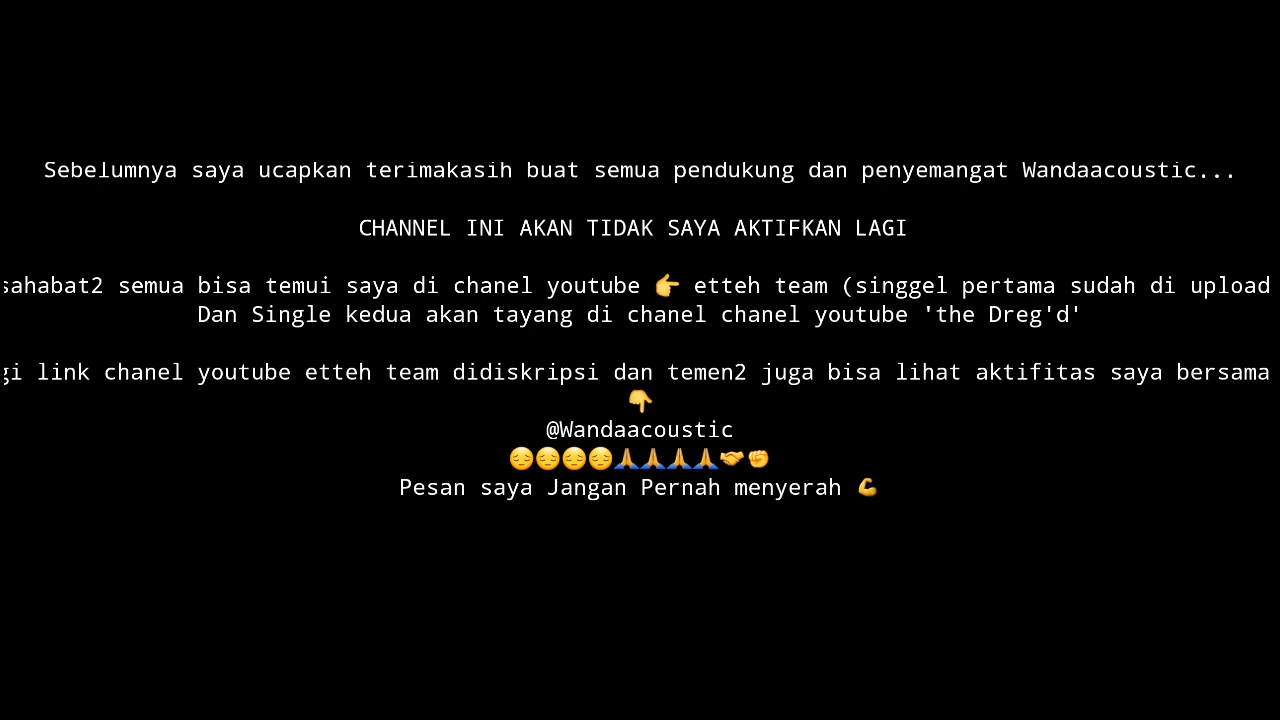 Sebelumnya saya ucapkan terimakasih buat semua pendukung dan penyemangat Wandaacoustic...
CHANNEL INI AKAN TIDAK SAYA AKTIFKAN LAGI
sahabat2 semua bisa temui saya di chanel youtube 👉 etteh team (singgel pertama sudah di upload
Dan Single kedua akan tayang di chanel chanel youtube 'the Dreg'd'
link chanel youtube etteh team didiskripsi dan temen2 juga bisa lihat aktifitas saya bersama
👇
@Wandaacoustic
😔😔😔😔🙏🙏🙏🙏🤝✊
Pesan saya Jangan Pernah menyerah 💪